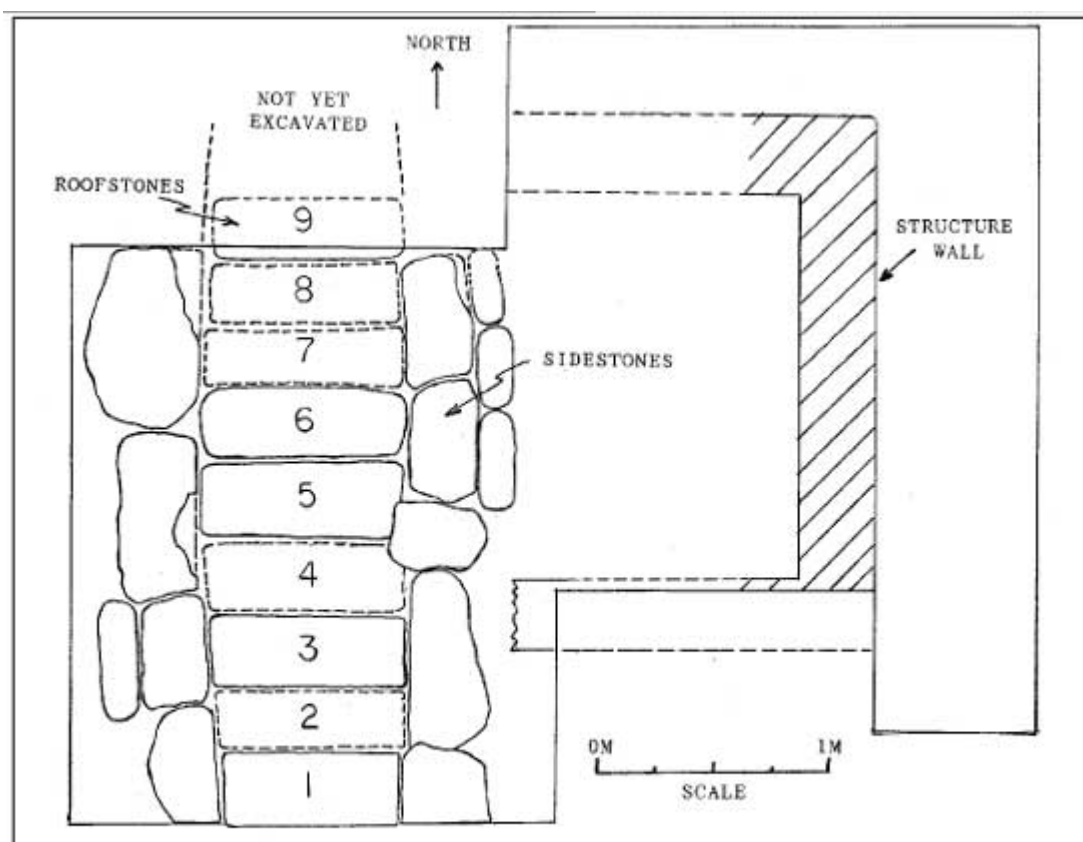 NORTH
NOT YET
EXCAVATED
ROOFSTONES
9
8
7
6
5
4
3
2
1
STRUCTURE
WALL
SIDESTONES
0M
1M
SCALE